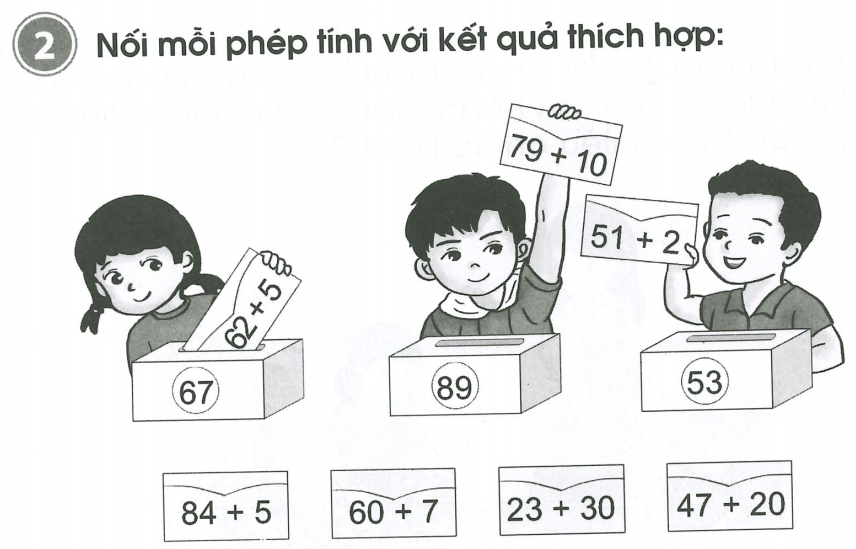 2 Nối mỗi phép tính với kết quả thích hợp:
79 + 10
51 + 2
62 + 5
67
89
53
84 + 5
60 + 7
23 + 30
47 + 20